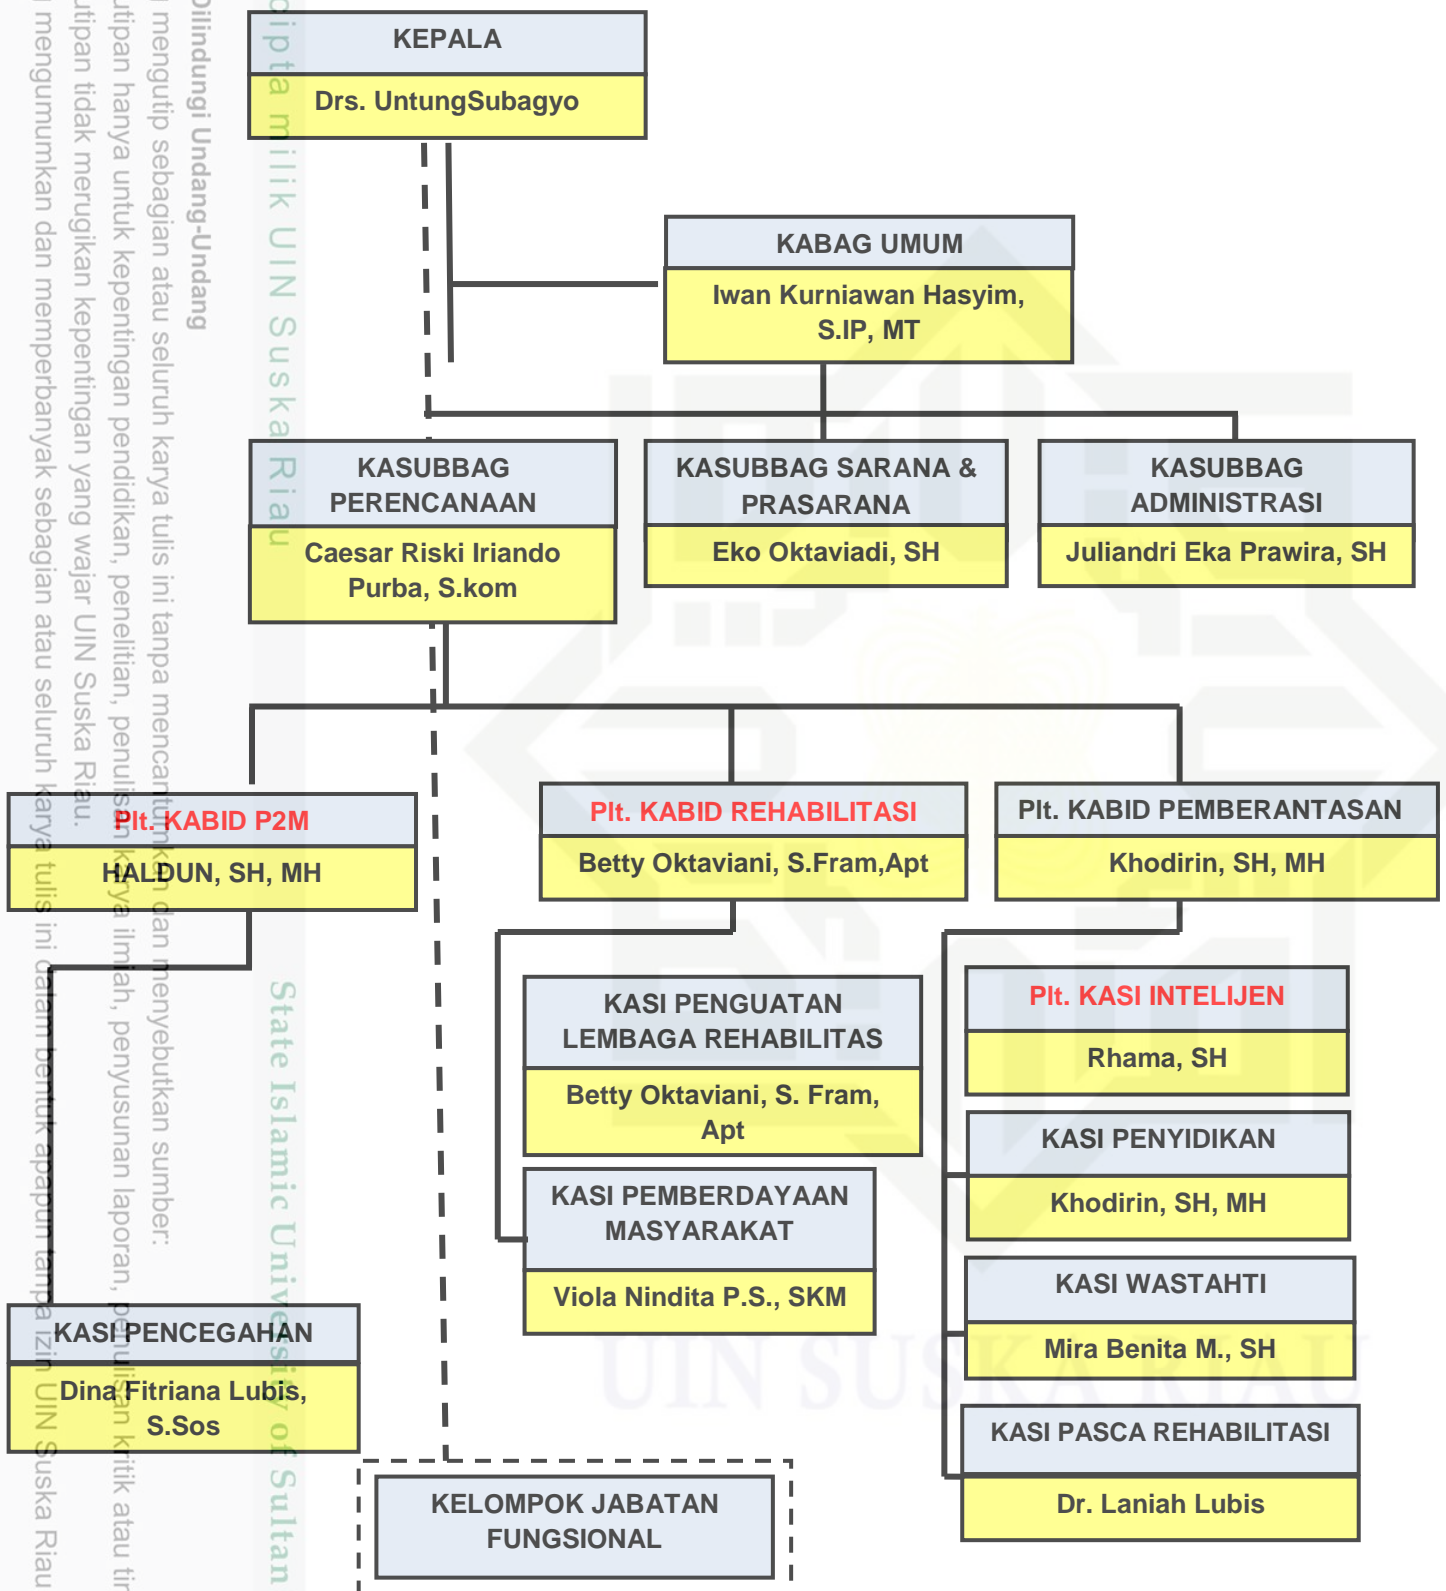 KEPALA
Drs. UntungSubagyo
KABAG UMUM
Iwan Kurniawan Hasyim,
S.IP, MT
KASUBBAG
PERENCANAAN
Caesar Riski Iriando
Purba, S.kom
KASUBBAG SARANA &
PRASARANA
Eko Oktaviadi, SH
KASUBBAG
ADMINISTRASI
Juliandri Eka Prawira, SH
Plt. KABID P2M
HALDUN, SH, MH
Plt. KABID REHABILITASI
Betty Oktaviani, S.Fram,Apt
Plt. KABID PEMBERANTASAN
Khodirin, SH, MH
KASI PENGUATAN
LEMBAGA REHABILITAS
Betty Oktaviani, S. Fram,
Apt
KASI PEMBERDAYAAN
MASYARAKAT
Viola Nindita P.S., SKM
Plt. KASI INTELIJEN
Rhama, SH
KASI PENYIDIKAN
Khodirin, SH, MH
KASI WASTAHTI
Mira Benita M., SH
KASI PASCA REHABILITASI
Dr. Laniah Lubis
KASI PENCEGAHAN
Dina Fitriana Lubis,
S.Sos
KELOMPOK JABATAN
FUNGSIONAL
cipta milik UIN Suska Riau
State Islamic University of Sultan
Dilindungi Undang-Undang
mengutip sebagian atau seluruh karya tulis ini tanpa mencantumkan dan menyebutkan sumber:
utipan hanya untuk kepentingan pendidikan, penelitian, penulisan karya ilmiah, penyusunan laporan, penulisan kritik atau
utipan tidak merugikan kepentingan yang wajar UIN Suska Riau.
mengumumkan dan memperbanyak sebagian atau seluruh karya tulis ini dalam bentuk apapun tanpa izin UIN Suska Riau
UIN SUSKA RIAU